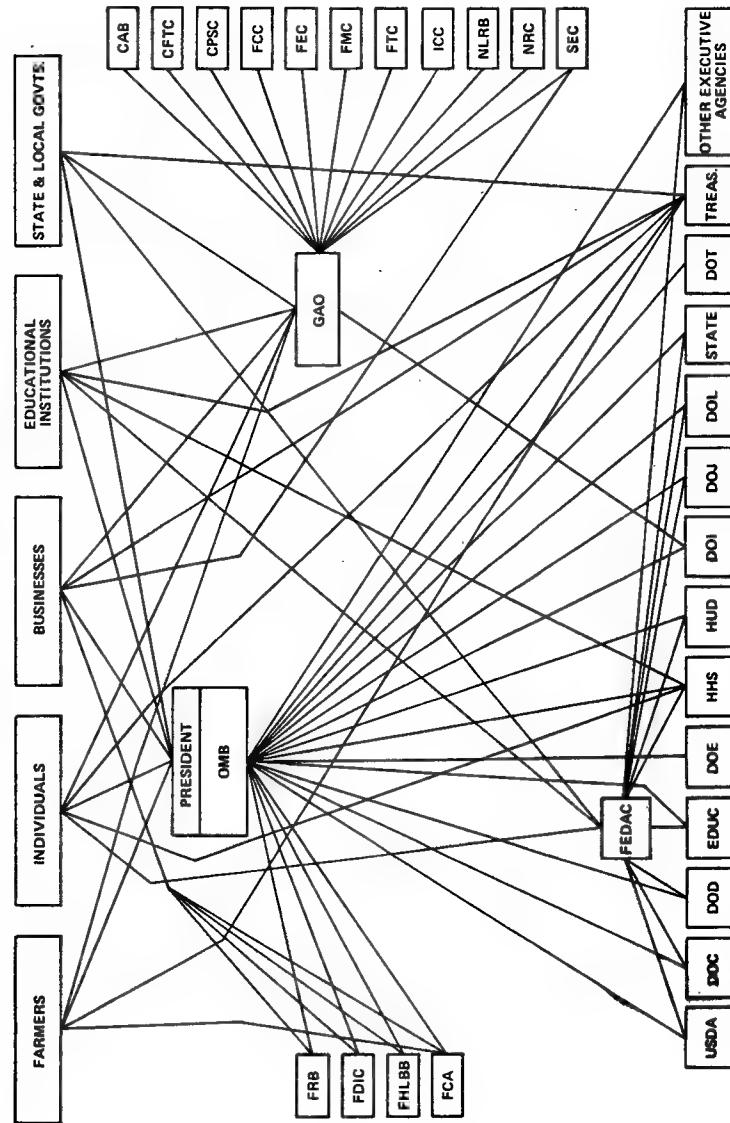 FARMERS
INDIVIDUALS
BUSINESSES
EDUCATIONAL
INSTITUTIONS
STATE & LOCAL GOVTS.
PRESIDENT
OMB
GAO
CAB
CFTC
CPSC
FCC
FEC
FMC
FTC
ICC
NLRB
NRC
SEC
FRB
FDIC
FHLBB
FCA
FEDAC
USDA
DOC
DOD
EDUC
DOE
HHS
HUD
DOI
DOJ
DOL
STATE
DOT
TREAS.
OTHER EXECUTIVE
AGENCIES